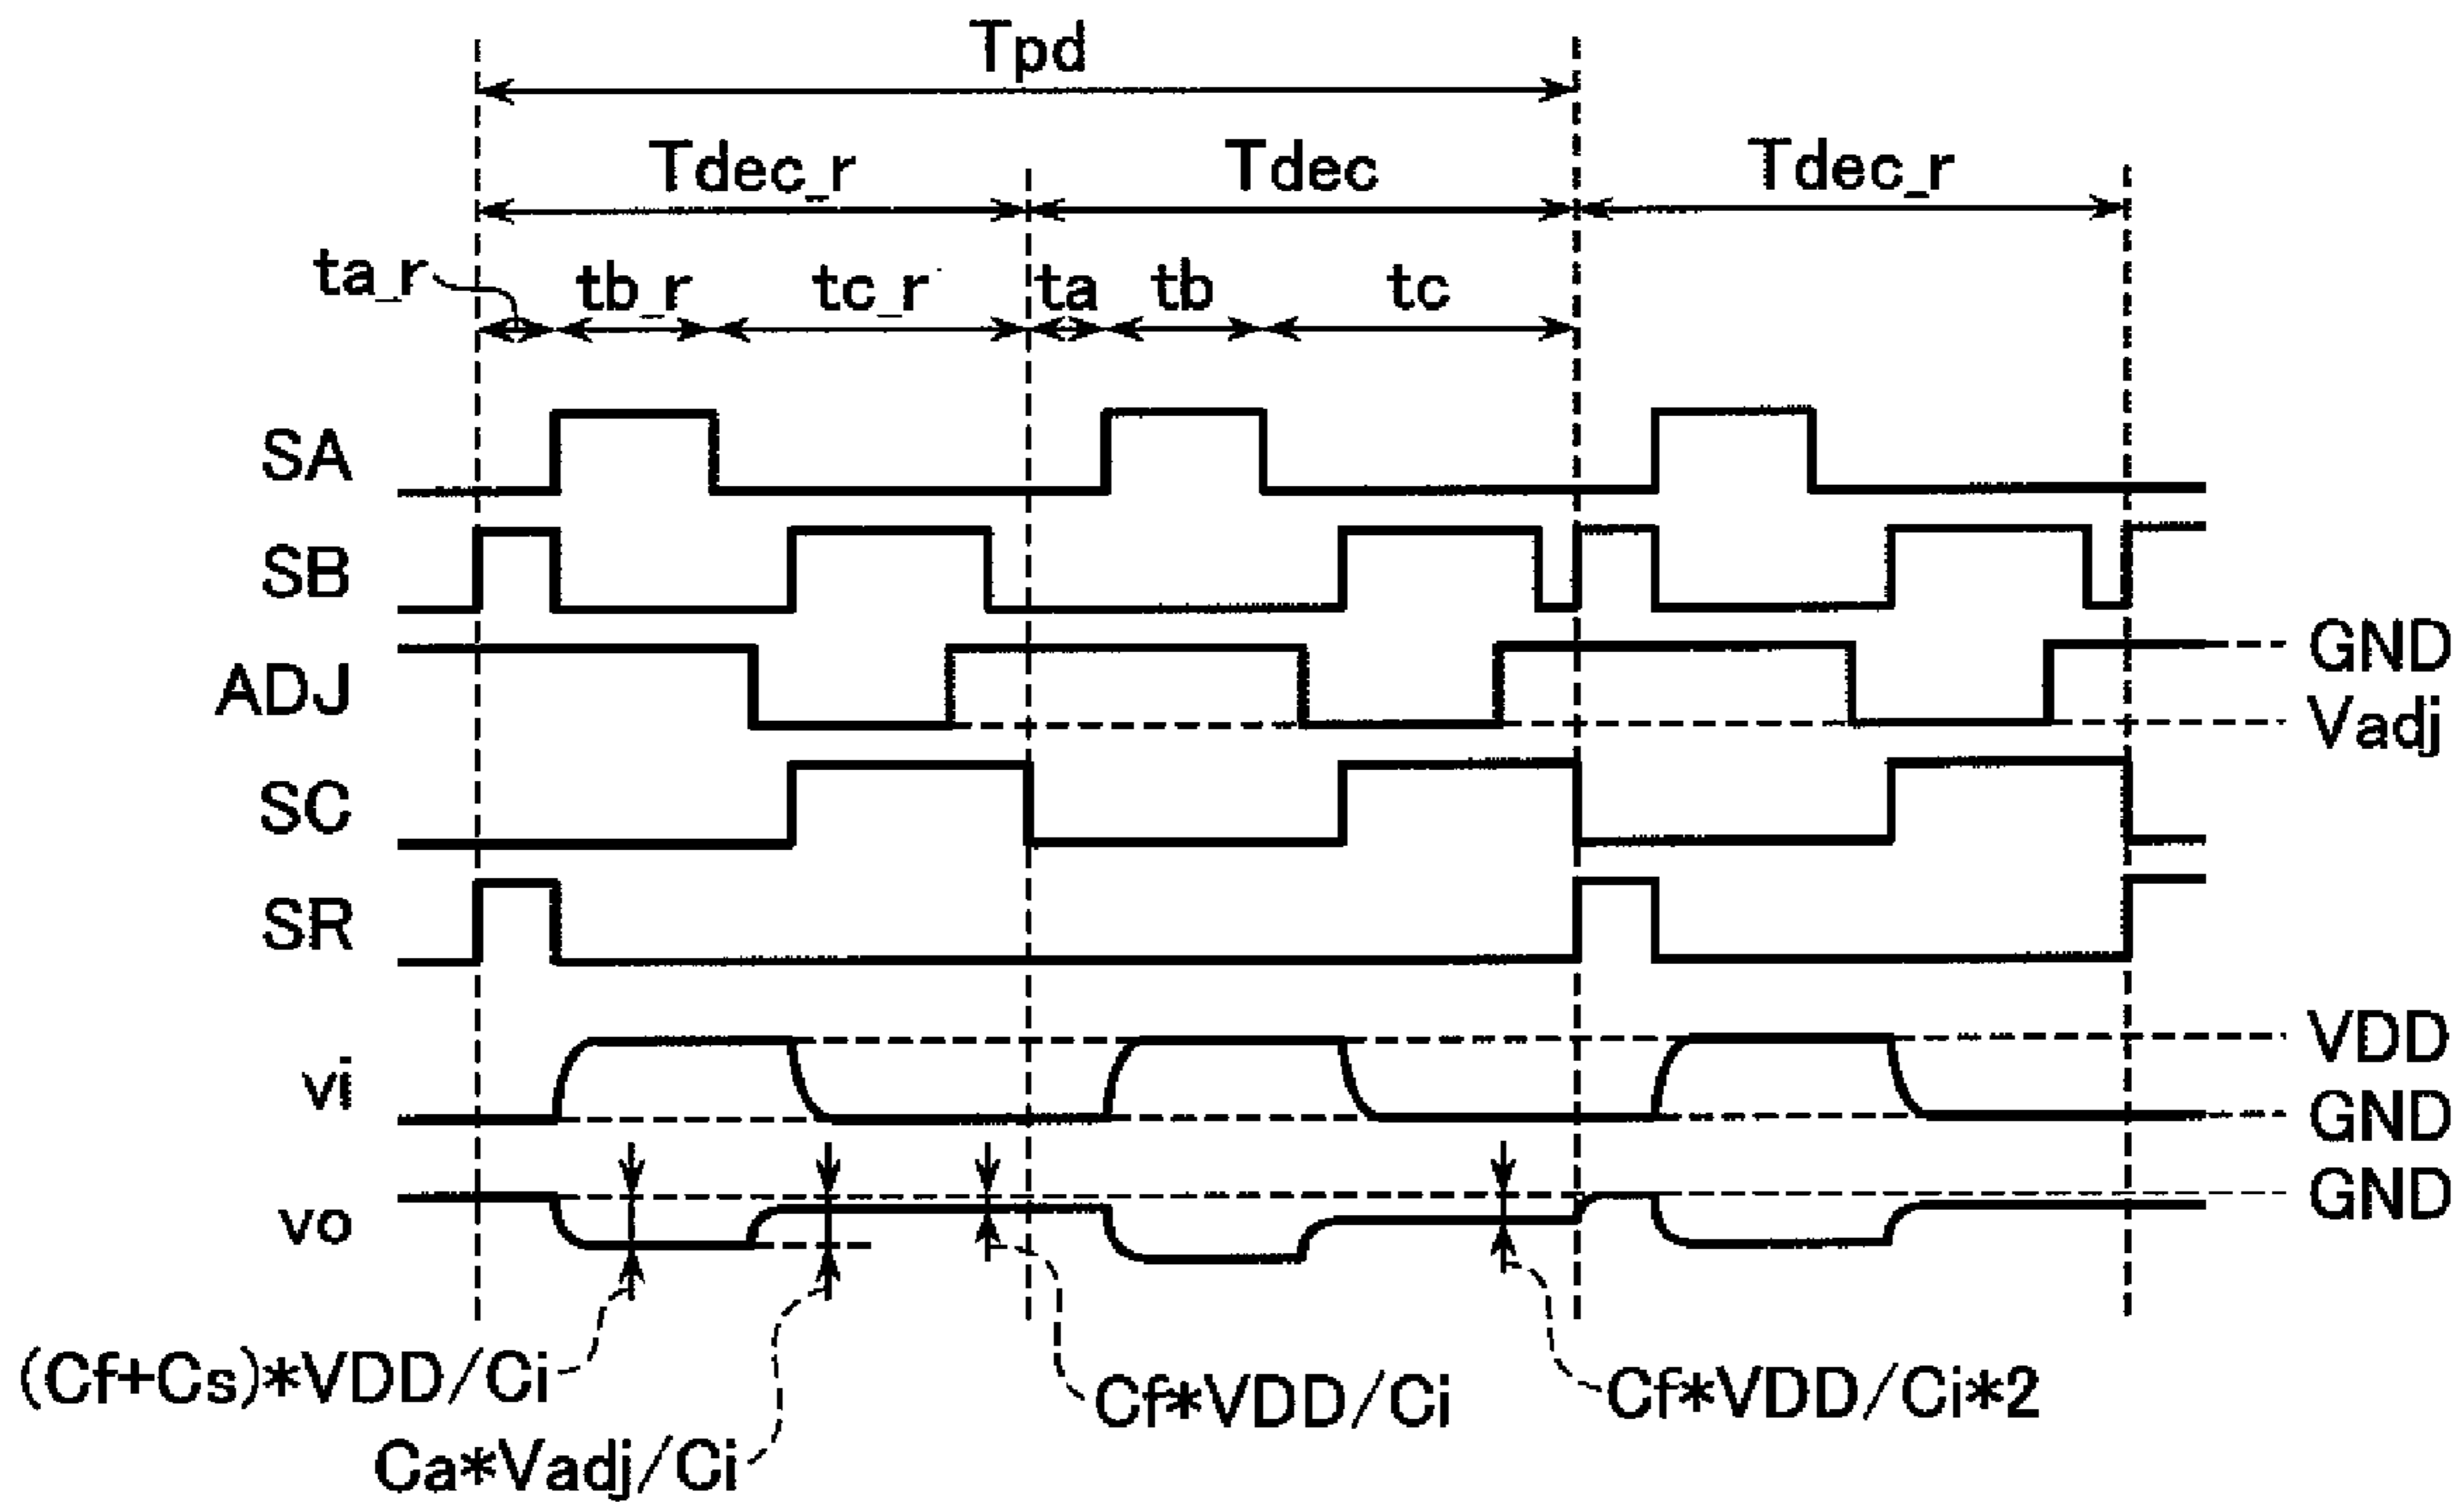 Tpd
Tdec_r Tdec Tdec_r
ta_r tb_r tc_r ta tb tc
SA
SB
ADJ
GND
Vadj
SC
SR
vi
VDD
GND
vo
GND
(Cf+Cs)*VDD/Ci
Ca*Vadj/Ci
Cf*VDD/Ci
Cf*VDD/Ci*2